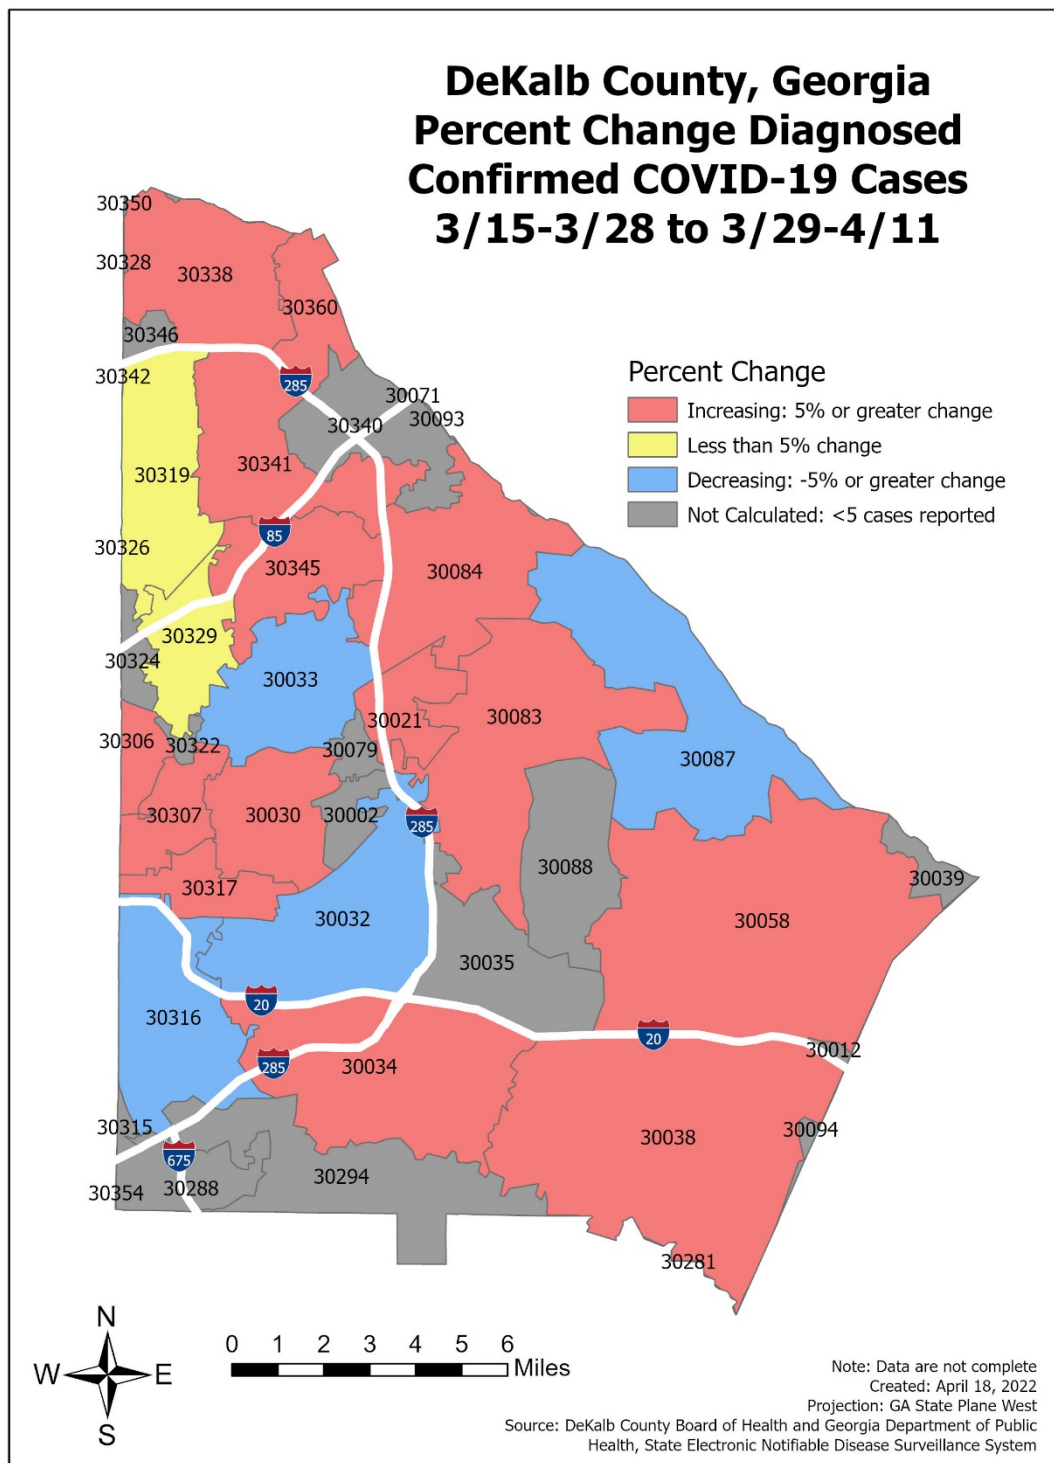 DeKalb County, Georgia
Percent Change Diagnosed
Confirmed COVID-19 Cases
3/15-3/28 to 3/29-4/11
30350
30328
30338
30360
30346
30342
285
30071
30093
30340
Percent Change
Increasing: 5% or greater change
Less than 5% change
Decreasing: -5% or greater change
Not Calculated: <5 cases reported
30319
30341
30326
85
30345
30084
30329
30324
30033
30306
30322
30079
30021
30083
30087
30307
30030
30002
285
30088
30039
30317
30032
30058
30035
20
30316
20
30012
285
30034
30315
30038
30094
675
30354
30288
30294
30281
N
W E
S
0 1 2 3 4 5 6
Miles
Note: Data are not complete
Created: April 18, 2022
Projection: GA State Plane West
Source: DeKalb County Board of Health and Georgia Department of Public
Health, State Electronic Notifiable Disease Surveillance System